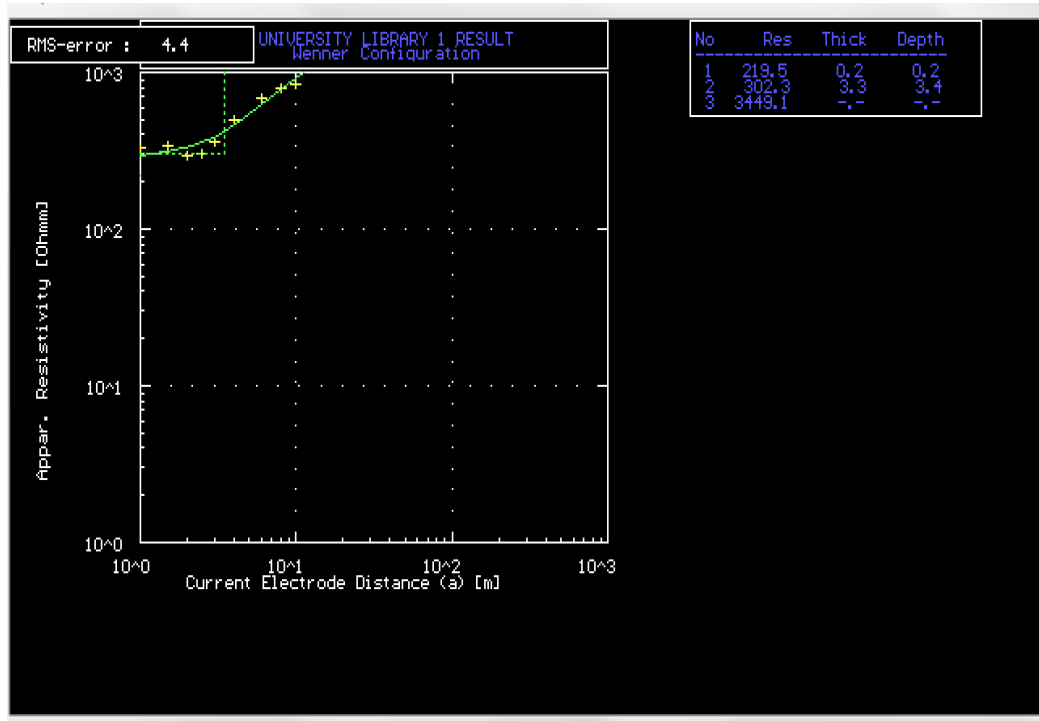 RMS-error : 4.4
UNIVERSITY LIBRARY 1 RESULT
Wenner Configuration
No Res Thick Depth
1 219.5 0.2 0.2
2 302.3 3.3 3.4
3 3449.1 -.- -.-
10^3
10^2
10^1
10^0
Appar. Resistivity [Ohmm]
10^0 10^1 10^2 10^3
Current Electrode Distance (a) [m]